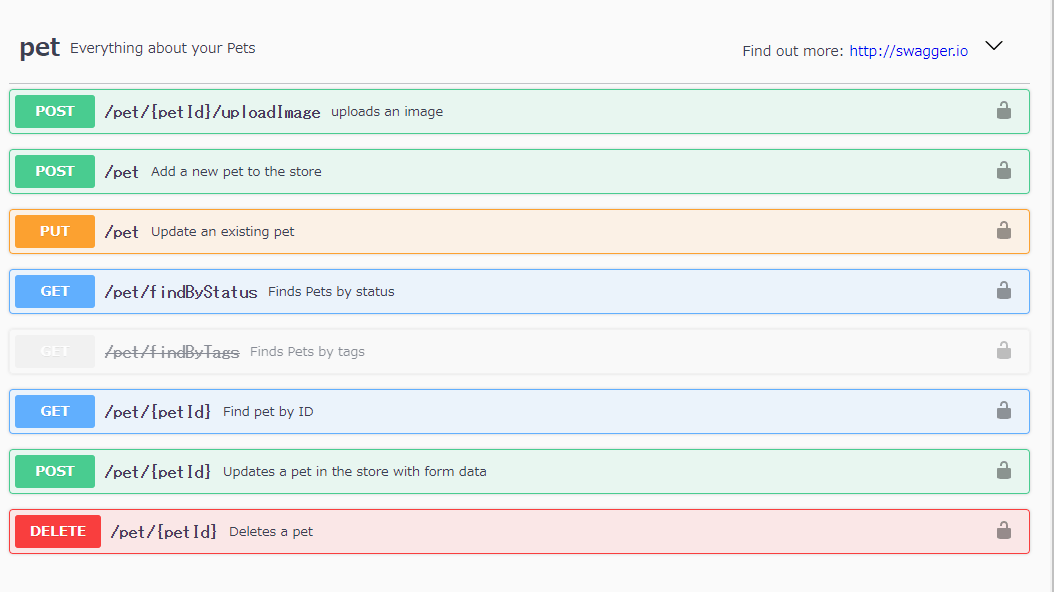 pet Everything about your Pets Find out more: http://swagger.io
POST /pet/{petId}/uploadImage uploads an image
POST /pet Add a new pet to the store
PUT /pet Update an existing pet
GET /pet/findByStatus Finds Pets by status
GET /pet/findByTags Finds Pets by tags
GET /pet/{petId} Find pet by ID
POST /pet/{petId} Updates a pet in the store with form data
DELETE /pet/{petId} Deletes a pet